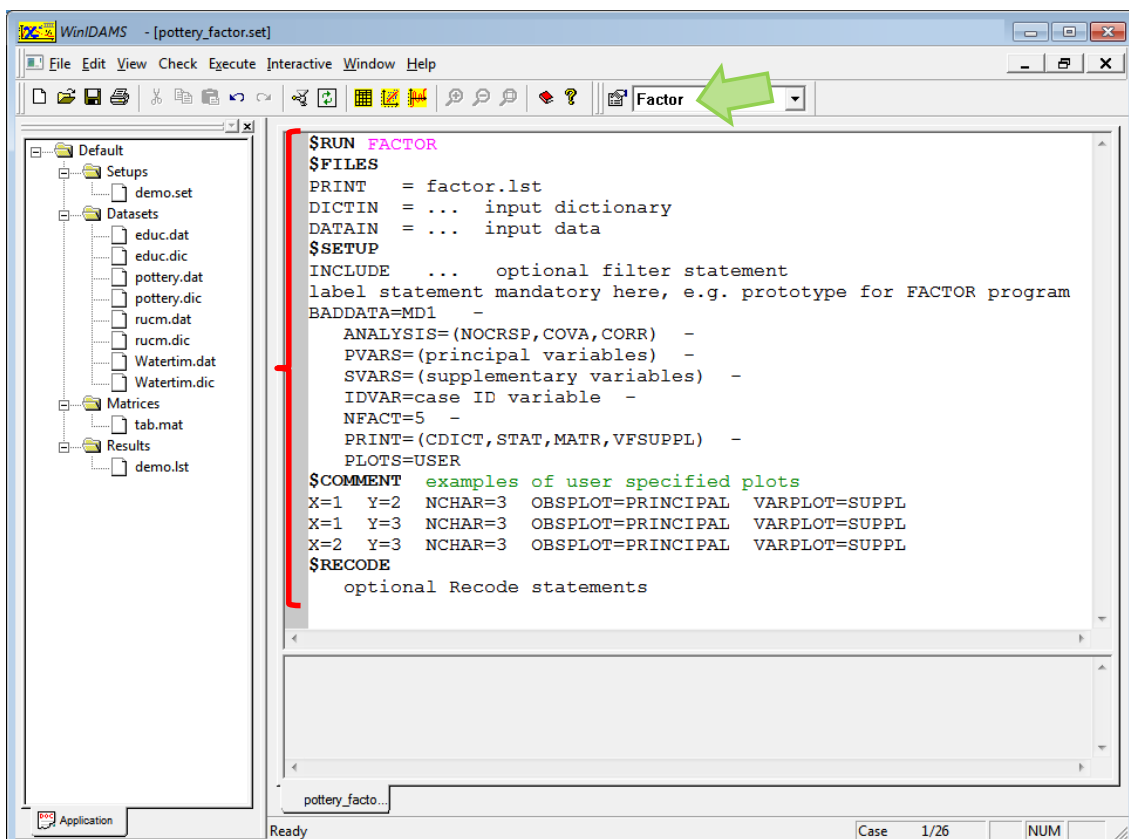 WinIDAMS - [pottery_factor.set]
File Edit View Check Execute Interactive Window Help
Factor
Default
Setups
demo.set
Datasets
educ.dat
educ.dic
pottery.dat
pottery.dic
rucm.dat
rucm.dic
Watertim.dat
Watertim.dic
Matrices
tab.mat
Results
demo.lst
Application
$RUN FACTOR
$FILES
PRINT = factor.lst
DICTIN = ... input dictionary
DATAIN = ... input data
$SETUP
INCLUDE ... optional filter statement
label statement mandatory here, e.g. prototype for FACTOR program
BADDATA=MD1 -
ANALYSIS=(NOCRSP,COVA,CORR) -
PVARS=(principal variables) -
SVARS=(supplementary variables) -
IDVAR=case ID variable -
NFACT=5 -
PRINT=(CDICT,STAT,MATR,VFSUPPL) -
PLOTS=USER
$COMMENT examples of user specified plots
X=1 Y=2 NCHAR=3 OBSPLOT=PRINCIPAL VARPLOT=SUPPL
X=1 Y=3 NCHAR=3 OBSPLOT=PRINCIPAL VARPLOT=SUPPL
X=2 Y=3 NCHAR=3 OBSPLOT=PRINCIPAL VARPLOT=SUPPL
$RECODE
optional Recode statements
pottery_facto...
Ready Case 1/26 NUM